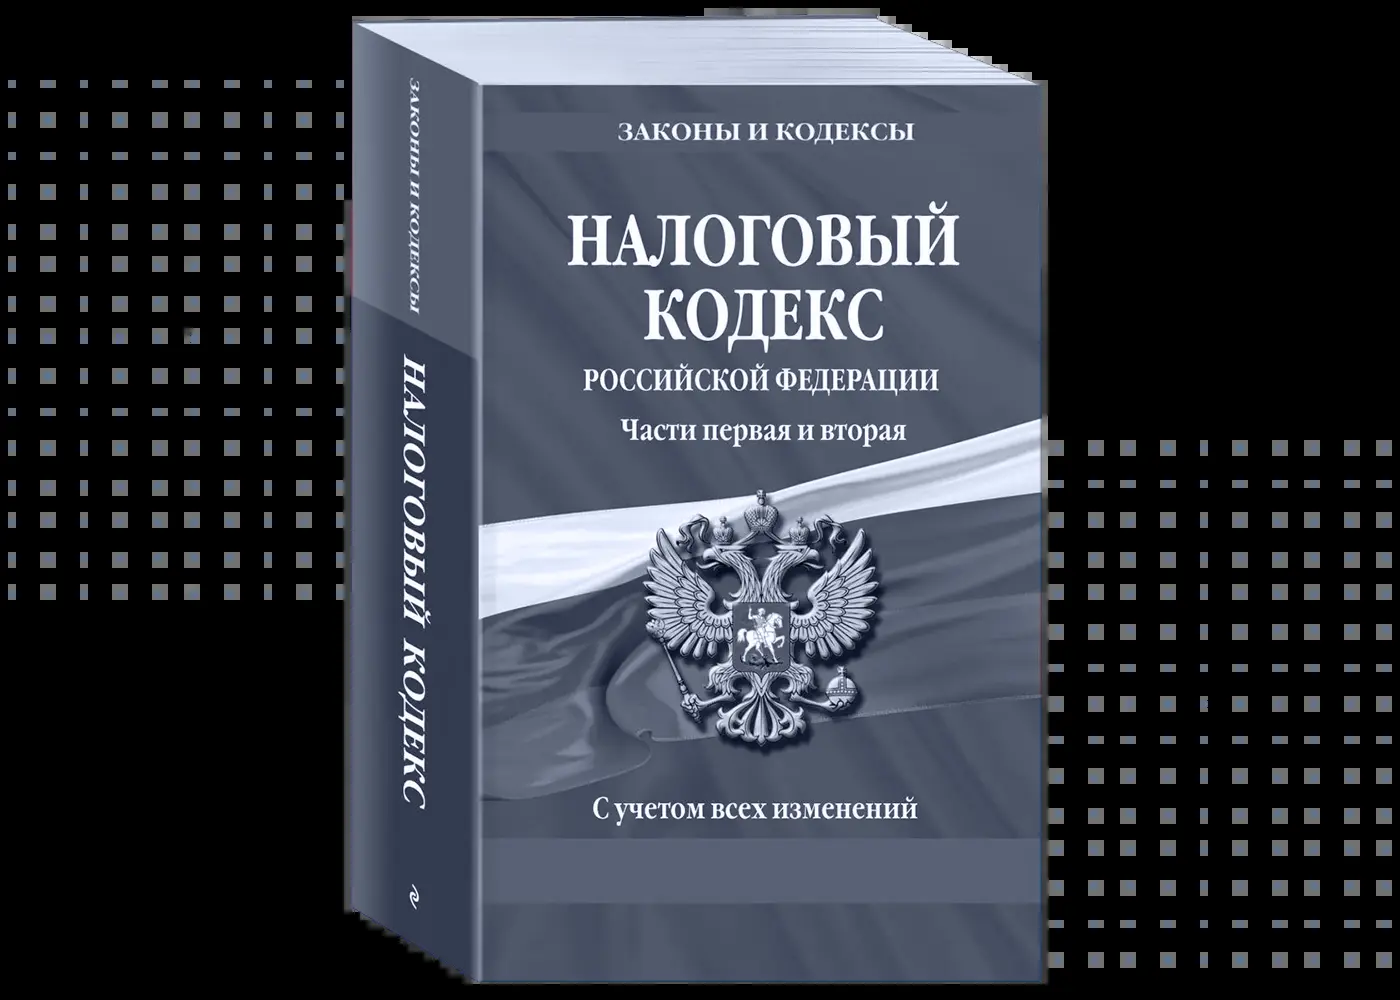 ЗАКОНЫ И КОДЕКСЫ
НАЛОГОВЫЙ
КОДЕКС
РОССИЙСКОЙ ФЕДЕРАЦИИ
Части первая и вторая
С учетом всех изменений
ЗАКОНЫ И КОДЕКСЫ
НАЛОГОВЫЙ КОДЕКС